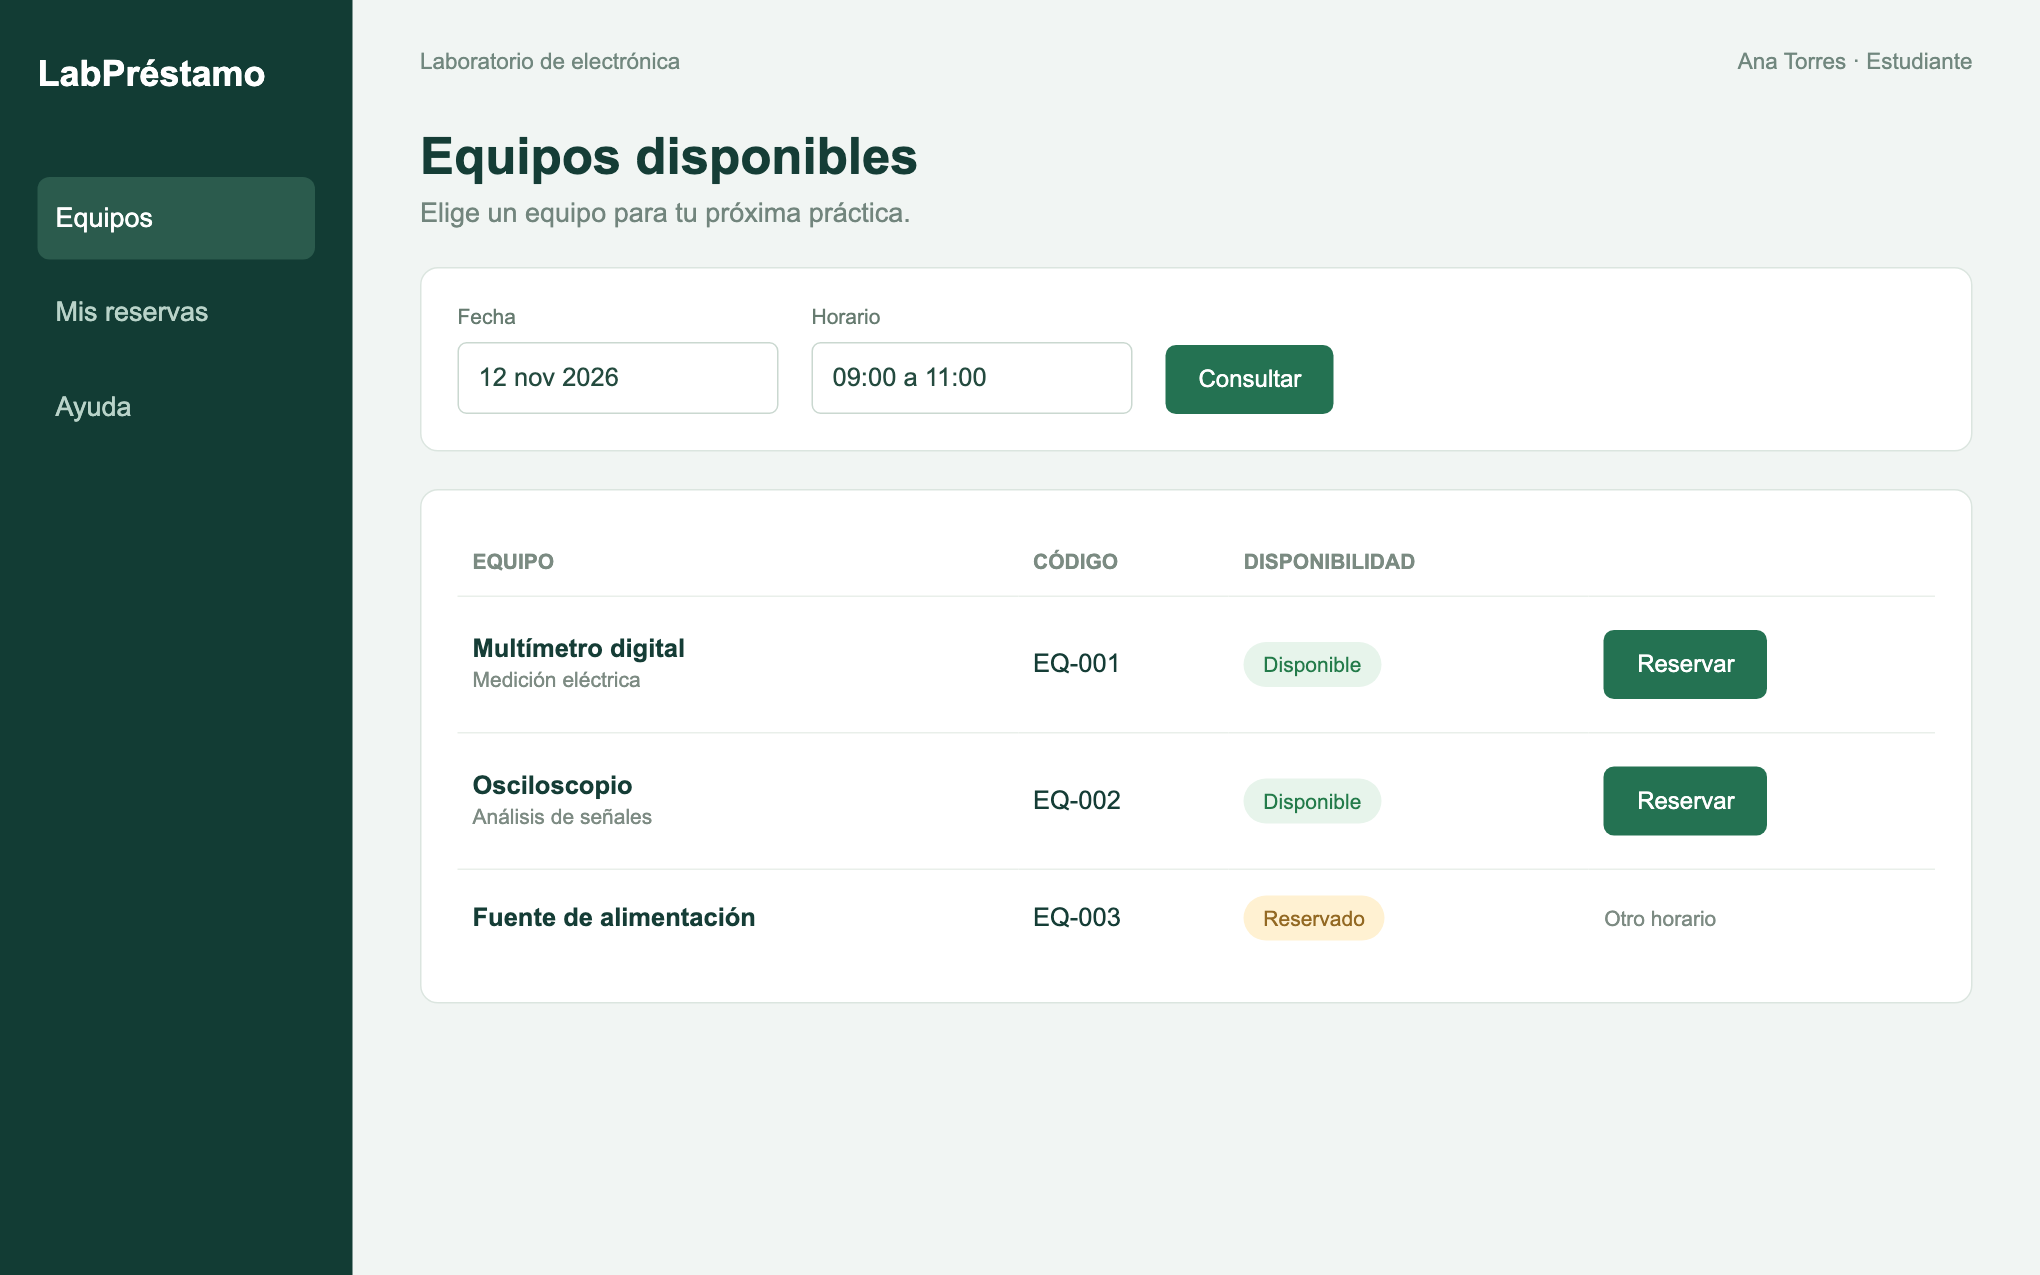 LabPréstamo
Equipos
Mis reservas
Ayuda
Laboratorio de electrónica
Ana Torres · Estudiante
Equipos disponibles
Elige un equipo para tu próxima práctica.
Fecha
Horario
12 nov 2026
09:00 a 11:00
Consultar
EQUIPO CÓDIGO DISPONIBILIDAD
Multímetro digital
Medición eléctrica
EQ-001
Disponible
Reservar
Osciloscopio
Análisis de señales
EQ-002
Disponible
Reservar
Fuente de alimentación
EQ-003
Reservado
Otro horario